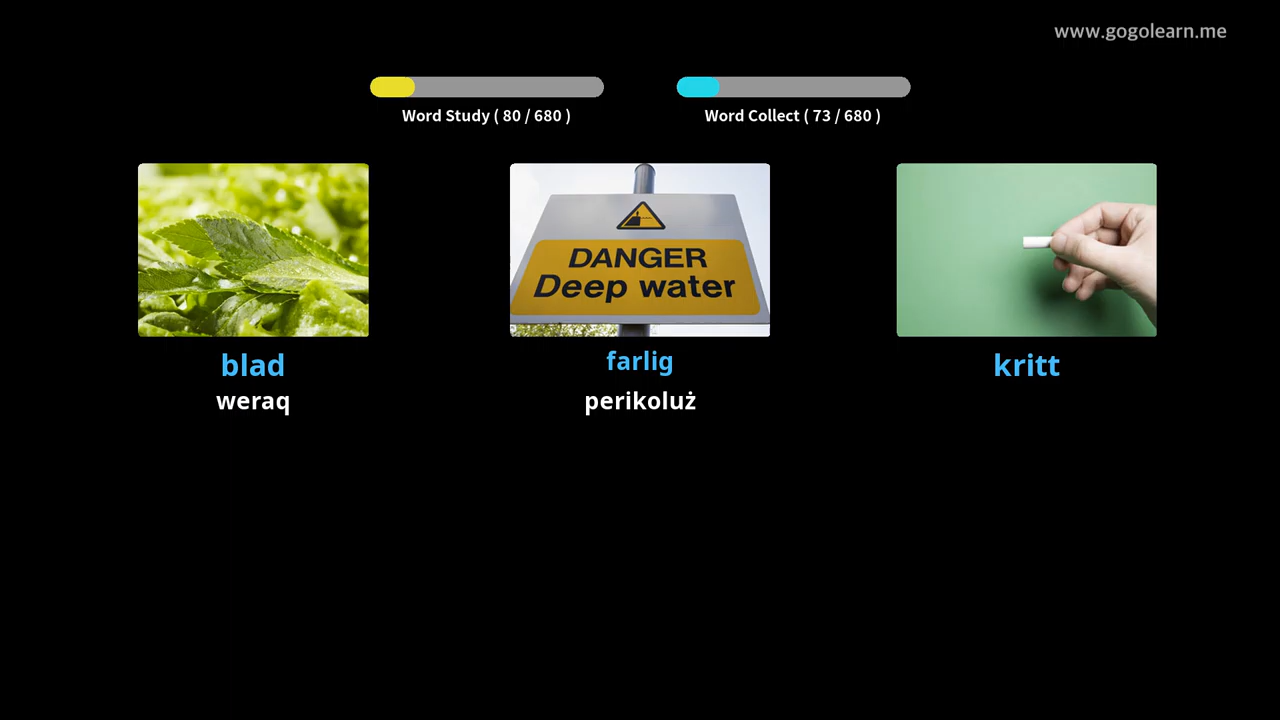 www.gogolearn.me
Word Study ( 80 / 680 )
Word Collect ( 73 / 680 )
DANGER
Deep water
blad
weraq
farlig
perikoluż
kritt